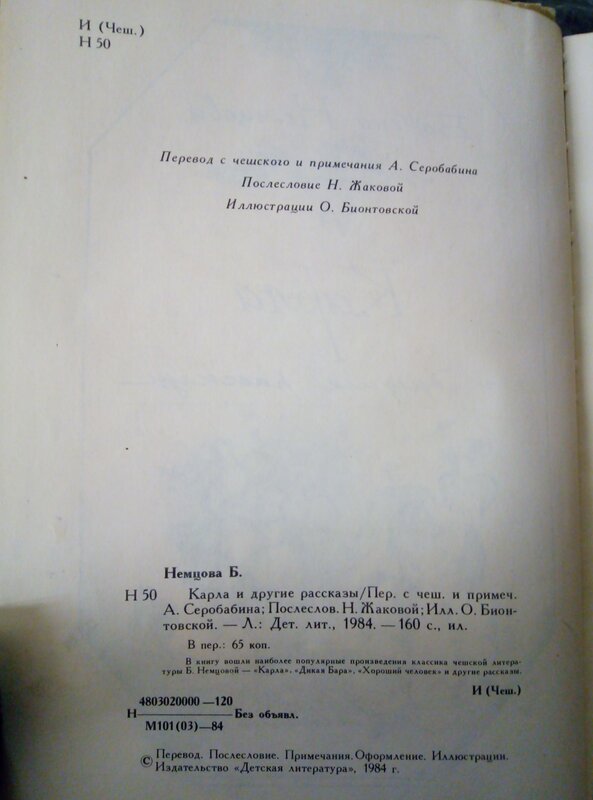 И (Чеш.)
Н 50
Перевод с чешского и примечания А. Серобабина
Послесловие Н. Жаковой
Иллюстрации О. Бионтовской
Немцова Б.
Н 50 Карла и другие рассказы/Пер. с чеш. и примеч.
А. Серобабина; Послеслов. Н. Жаковой; Илл. О. Бион-
товской. — Л.: Дет. лит., 1984. — 160 с., ил.
В пер.: 65 коп.
В книгу вошли наиболее популярные произведения классика чешской литера-
туры Б. Немцовой — «Карла», «Дикая Бара», «Хороший человек» и другие рассказы.
И (Чеш.)
4803020000—120
Н————Без объявл.
М101(03)—84
© Перевод. Послесловие. Примечания. Оформление. Иллюстрации.
Издательство «Детская литература», 1984 г.